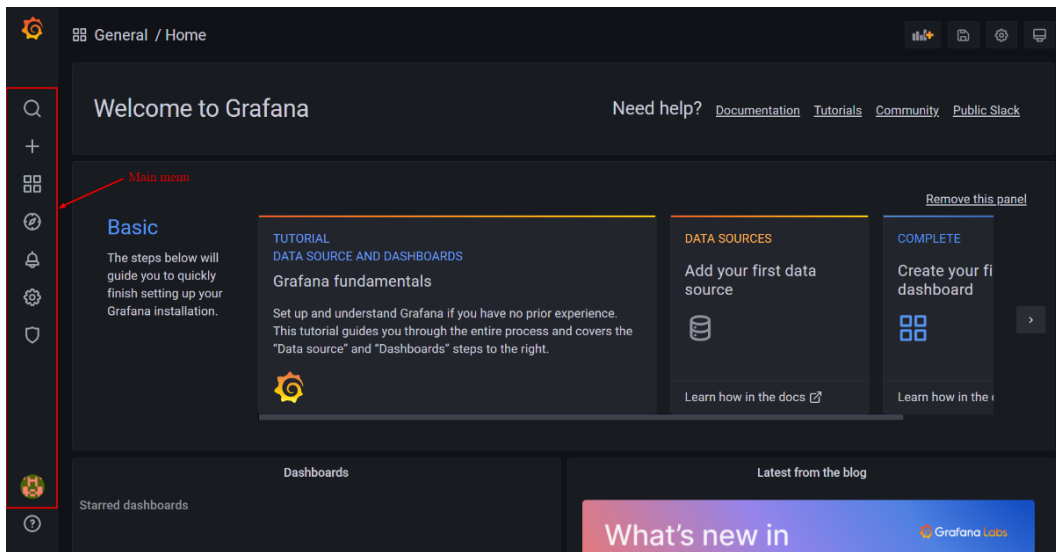 General / Home
Welcome to Grafana
Need help? Documentation Tutorials Community Public Slack
Main menu
Remove this panel
Basic
The steps below will
guide you to quickly
finish setting up your
Grafana installation.
TUTORIAL
DATA SOURCE AND DASHBOARDS
Grafana fundamentals
Set up and understand Grafana if you have no prior experience.
This tutorial guides you through the entire process and covers the
“Data source” and “Dashboards” steps to the right.
DATA SOURCES
Add your first data
source
Learn how in the docs
COMPLETE
Create your fi
dashboard
Learn how in the
Dashboards
Starred dashboards
Latest from the blog
What's new in
Grafana Labs